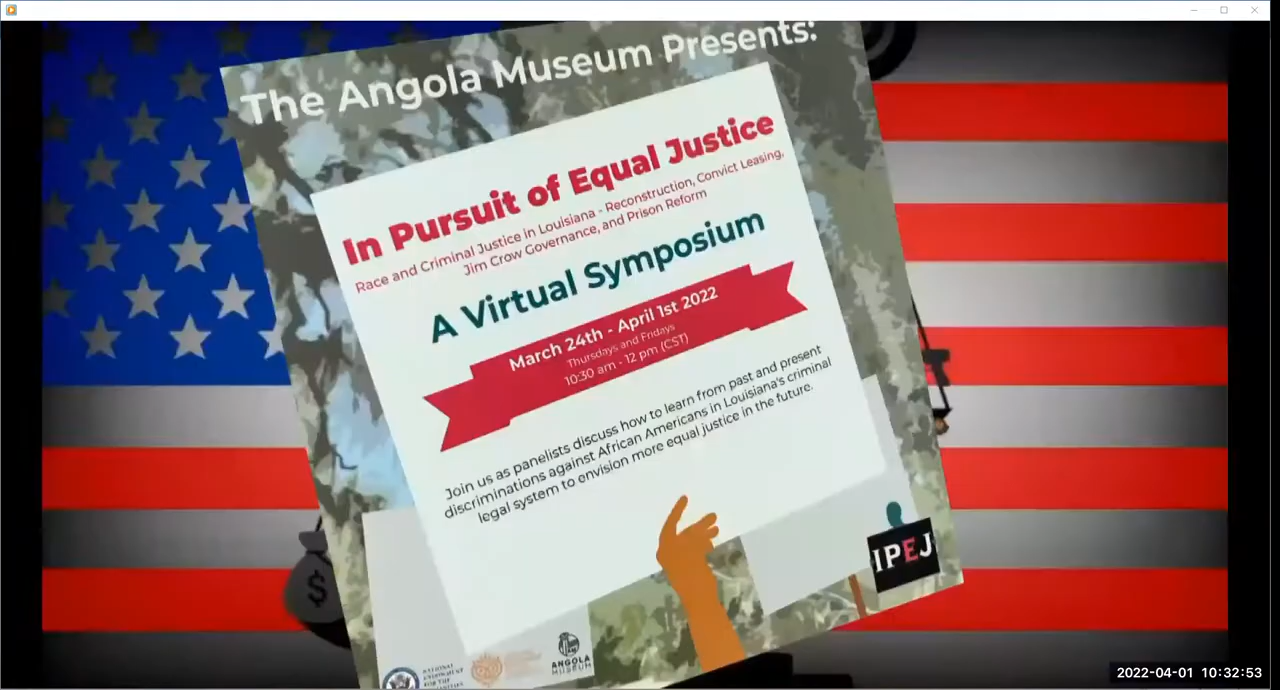 The Angola Museum Presents:
In Pursuit of Equal Justice
Race and Criminal Justice in Louisiana - Reconstruction, Convict Leasing,
Jim Crow Governance, and Prison Reform
A Virtual Symposium
March 24th - April 1st 2022
Thursdays and Fridays
10:30 am - 12 pm (CST)
Join us as panelists discuss how to learn from past and present
discriminations against African Americans in Louisiana's criminal
legal system to envision more equal justice in the future.
IPEJ
$
NATIONAL
ENDOWMENT
FOR THE
ANGOLA
MUSEUM
2022-04-01 10:32:53